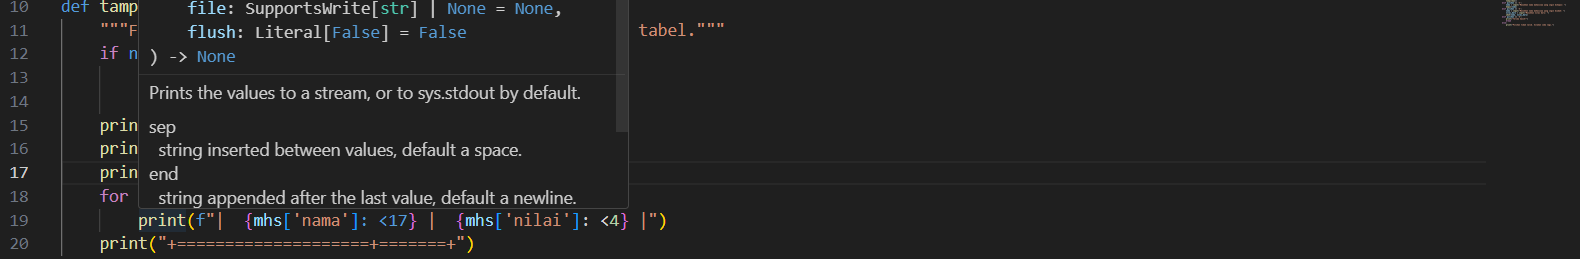 10 def tamp file: SupportsWrite[str] | None = None,
11 """F flush: Literal[False] = False tabel."""
12 if n ) -> None
13
Prints the values to a stream, or to sys.stdout by default.
14
15 prin sep
16 prin string inserted between values, default a space.
17 prin end
18 for string appended after the last value, default a newline.
19 print(f"|  {mhs['nama']: <17} |  {mhs['nilai']: <4} |")
20 print("+====================+=======+")